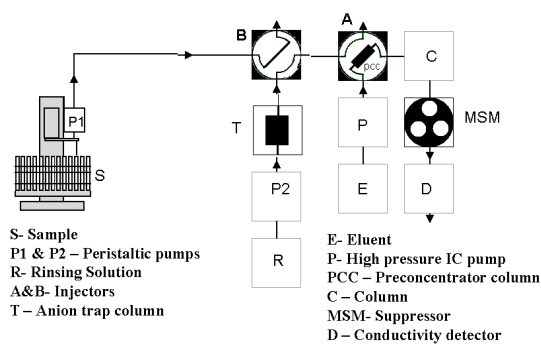 A
B
pcc
C
P1
T
P
MSM
S
P2
E
D
R
S- Sample
P1 & P2 – Peristaltic pumps
R- Rinsing Solution
A&B- Injectors
T – Anion trap column
E- Eluent
P- High pressure IC pump
PCC – Preconcentrator column
C – Column
MSM- Suppressor
D – Conductivity detector